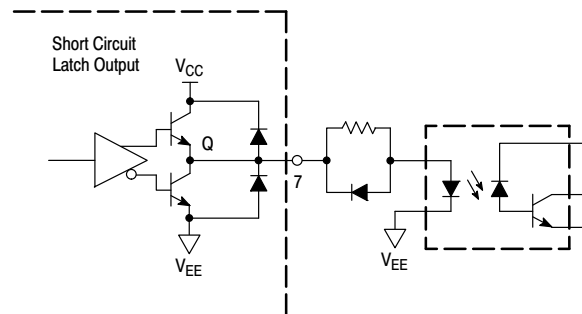 Short Circuit
Latch Output
VCC
Q
7
VEE
VEE